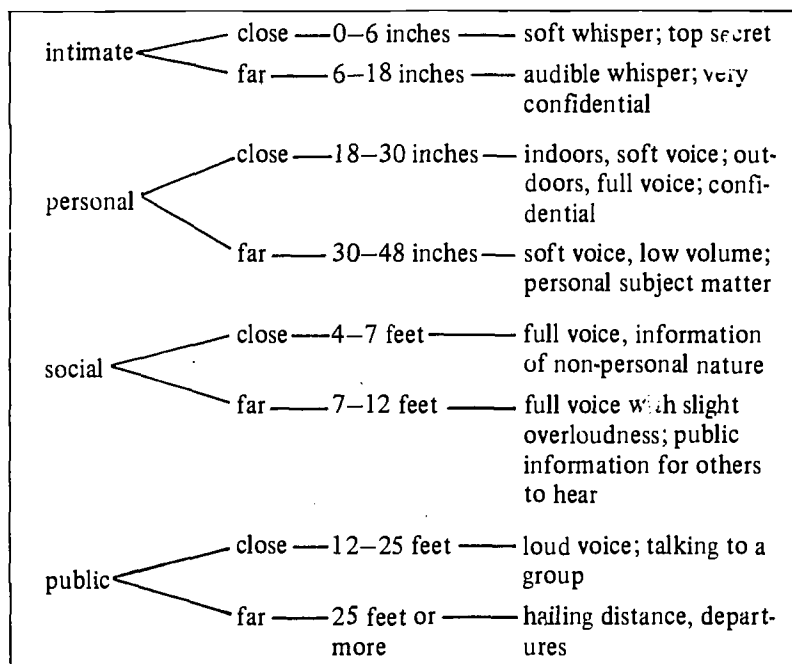 close — 0–6 inches — soft whisper; top secret
intimate
far — 6–18 inches — audible whisper; very
confidential
close — 18–30 inches — indoors, soft voice; out-
doors, full voice; confi-
dential
personal
far — 30–48 inches — soft voice, low volume;
personal subject matter
close — 4–7 feet — full voice, information
of non-personal nature
social
far — 7–12 feet — full voice with slight
overloudness; public
information for others
to hear
close — 12–25 feet — loud voice; talking to a
group
public
far — 25 feet or — hailing distance, depart-
more ures